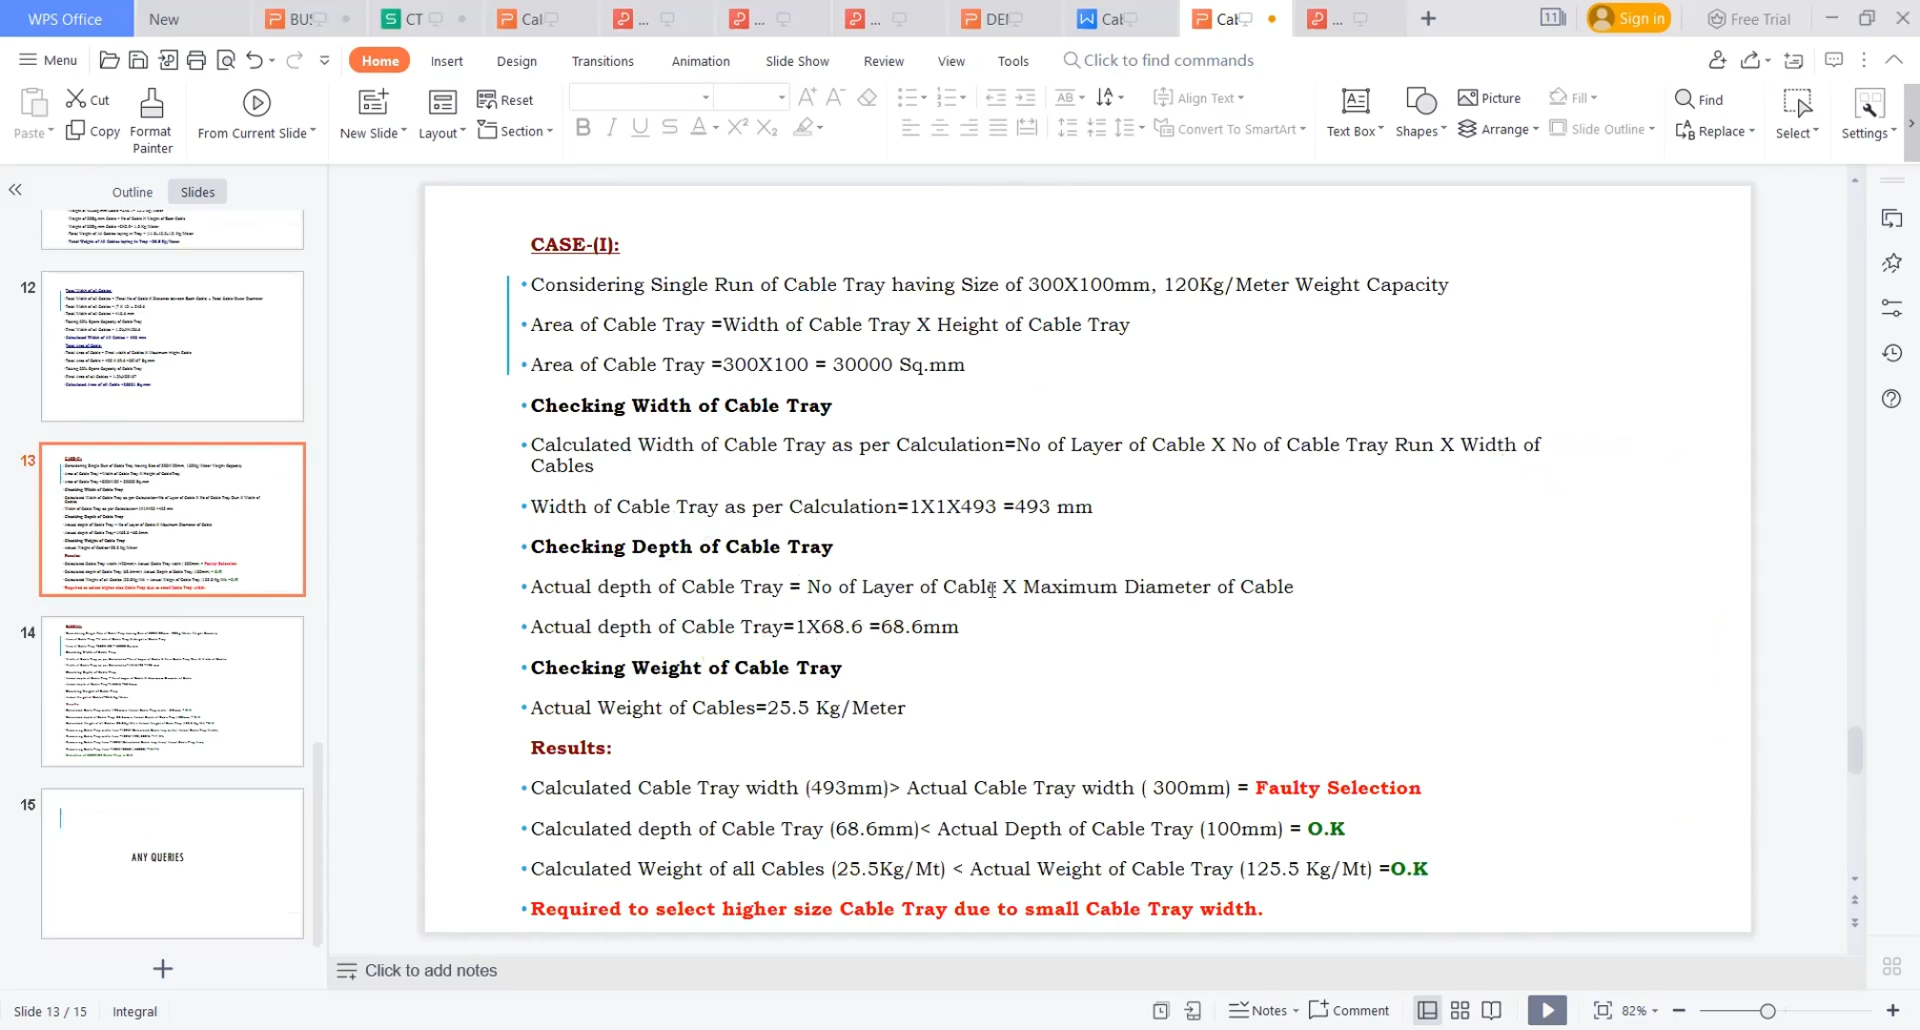 WPS Office New BUS CT Cal ... ... ... DEI Cal Cab ... 11 Sign in Free Trial
Menu Home Insert Design Transitions Animation Slide Show Review View Tools Click to find commands
Paste Cut Copy Format Painter From Current Slide New Slide Layout Reset Section B I U S A X² X₂ Align Text Convert To SmartArt Text Box Shapes Picture Arrange Fill Slide Outline Find Replace Select Settings
Outline Slides
CASE-(I):
•Considering Single Run of Cable Tray having Size of 300X100mm, 120Kg/Meter Weight Capacity
•Area of Cable Tray =Width of Cable Tray X Height of Cable Tray
•Area of Cable Tray =300X100 = 30000 Sq.mm
•Checking Width of Cable Tray
•Calculated Width of Cable Tray as per Calculation=No of Layer of Cable X No of Cable Tray Run X Width of
Cables
•Width of Cable Tray as per Calculation=1X1X493 =493 mm
•Checking Depth of Cable Tray
•Actual depth of Cable Tray = No of Layer of Cable X Maximum Diameter of Cable
•Actual depth of Cable Tray=1X68.6 =68.6mm
•Checking Weight of Cable Tray
•Actual Weight of Cables=25.5 Kg/Meter
Results:
•Calculated Cable Tray width (493mm)> Actual Cable Tray width ( 300mm) = Faulty Selection
•Calculated depth of Cable Tray (68.6mm)< Actual Depth of Cable Tray (100mm) = O.K
•Calculated Weight of all Cables (25.5Kg/Mt) < Actual Weight of Cable Tray (125.5 Kg/Mt) =O.K
•Required to select higher size Cable Tray due to small Cable Tray width.
12
13
14
15
ANY QUERIES
Click to add notes
Slide 13 / 15 Integral Notes Comment 82%